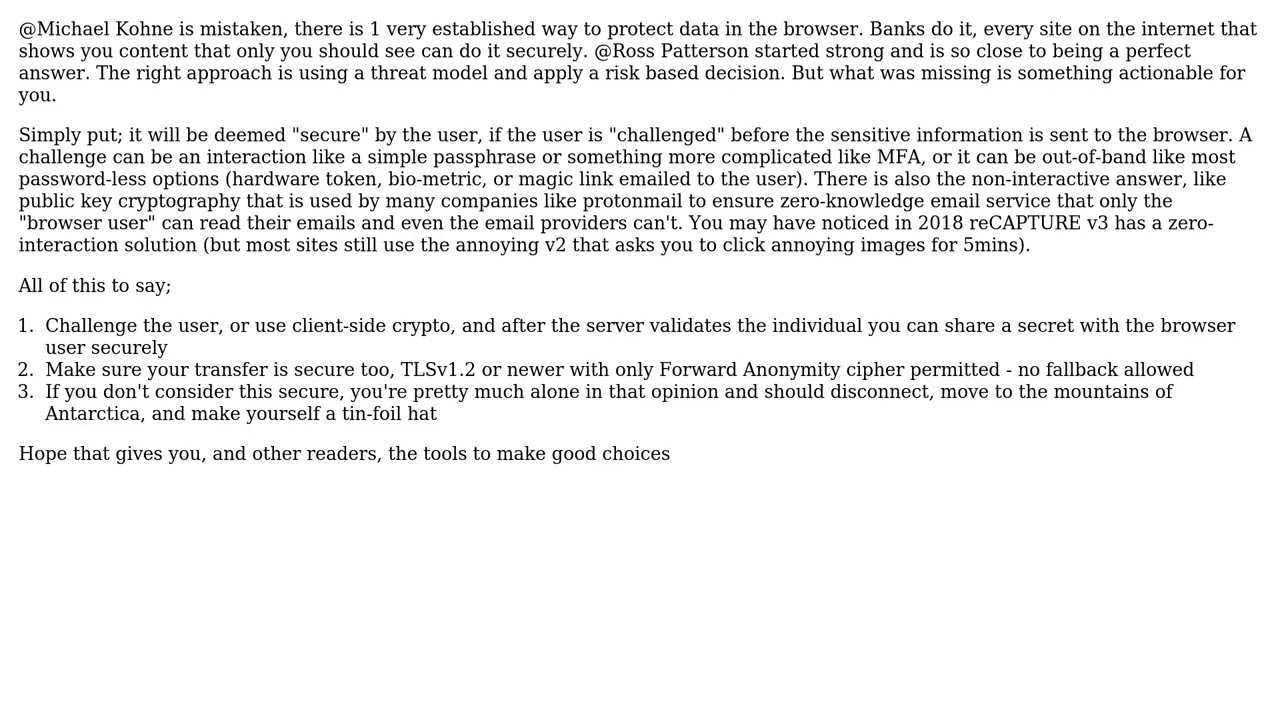 @Michael Kohne is mistaken, there is 1 very established way to protect data in the browser. Banks do it, every site on the internet that
shows you content that only you should see can do it securely. @Ross Patterson started strong and is so close to being a perfect
answer. The right approach is using a threat model and apply a risk based decision. But what was missing is something actionable for
you.
Simply put; it will be deemed "secure" by the user, if the user is "challenged" before the sensitive information is sent to the browser. A
challenge can be an interaction like a simple passphrase or something more complicated like MFA, or it can be out-of-band like most
password-less options (hardware token, bio-metric, or magic link emailed to the user). There is also the non-interactive answer, like
public key cryptography that is used by many companies like protonmail to ensure zero-knowledge email service that only the
"browser user" can read their emails and even the email providers can't. You may have noticed in 2018 reCAPTURE v3 has a zero-
interaction solution (but most sites still use the annoying v2 that asks you to click annoying images for 5mins).
All of this to say;
1. Challenge the user, or use client-side crypto, and after the server validates the individual you can share a secret with the browser
user securely
2. Make sure your transfer is secure too, TLSv1.2 or newer with only Forward Anonymity cipher permitted - no fallback allowed
3. If you don't consider this secure, you're pretty much alone in that opinion and should disconnect, move to the mountains of
Antarctica, and make yourself a tin-foil hat
Hope that gives you, and other readers, the tools to make good choices